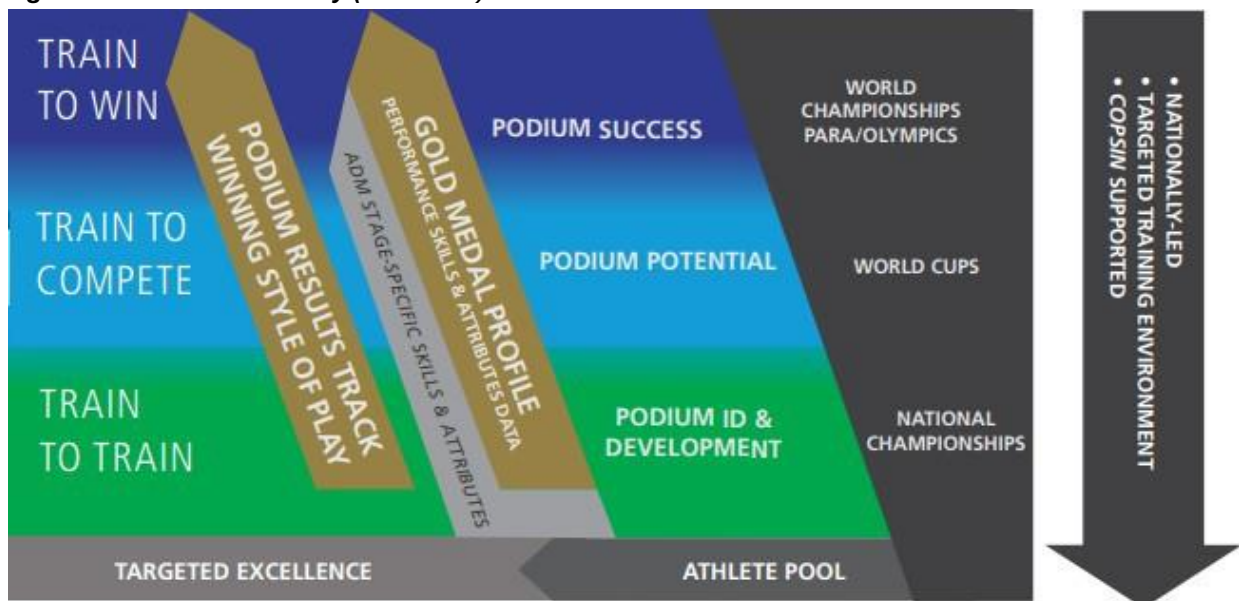 TRAIN
TO WIN
PODIUM RESULTS TRACK
WINNING STYLE OF PLAY
GOLD MEDAL PROFILE
PERFORMANCE SKILLS & ATTRIBUTES DATA
ADM STAGE-SPECIFIC SKILLS & ATTRIBUTES
PODIUM SUCCESS
WORLD
CHAMPIONSHIPS
PARA/OLYMPICS
TRAIN TO
COMPETE
PODIUM POTENTIAL
WORLD CUPS
TRAIN
TO TRAIN
PODIUM ID &
DEVELOPMENT
NATIONAL
CHAMPIONSHIPS
TARGETED EXCELLENCE
ATHLETE POOL
• NATIONALLY-LED
• TARGETED TRAINING ENVIRONMENT
• COPSIN SUPPORTED